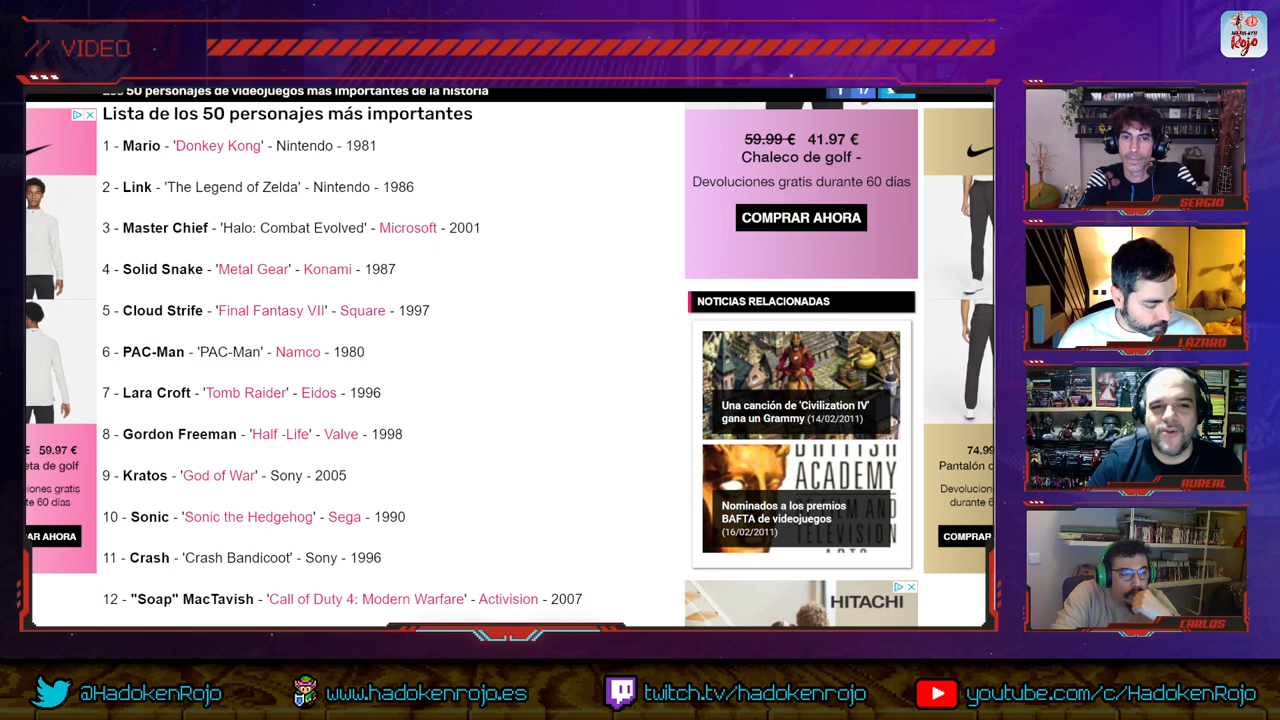 // VIDEO
Los 50 personajes de videojuegos más importantes de la historia
Lista de los 50 personajes más importantes
1 - Mario - 'Donkey Kong' - Nintendo - 1981
2 - Link - 'The Legend of Zelda' - Nintendo - 1986
3 - Master Chief - 'Halo: Combat Evolved' - Microsoft - 2001
4 - Solid Snake - 'Metal Gear' - Konami - 1987
5 - Cloud Strife - 'Final Fantasy VII' - Square - 1997
6 - PAC-Man - 'PAC-Man' - Namco - 1980
7 - Lara Croft - 'Tomb Raider' - Eidos - 1996
8 - Gordon Freeman - 'Half -Life' - Valve - 1998
9 - Kratos - 'God of War' - Sony - 2005
10 - Sonic - 'Sonic the Hedgehog' - Sega - 1990
11 - Crash - 'Crash Bandicoot' - Sony - 1996
12 - "Soap" MacTavish - 'Call of Duty 4: Modern Warfare' - Activision - 2007
€ 59.97 €
eta de golf
iones gratis
e 60 días
AR AHORA
59.99 € 41.97 €
Chaleco de golf -
Devoluciones gratis durante 60 días
COMPRAR AHORA
NOTICIAS RELACIONADAS
Una canción de 'Civilization IV'
gana un Grammy (14/02/2011)
BRITISH
ACADEMY
Nominados a los premios
BAFTA de videojuegos
(16/02/2011)
HITACHI
74.99
Pantalón d
Devolucion
durante 6
COMPRAR
Rojo
SERGIO
LÁZARO
AUREAL
CARLOS
@HadokenRojo
www.hadokenrojo.es
twitch.tv/hadokenrojo
youtube.com/c/HadokenRojo